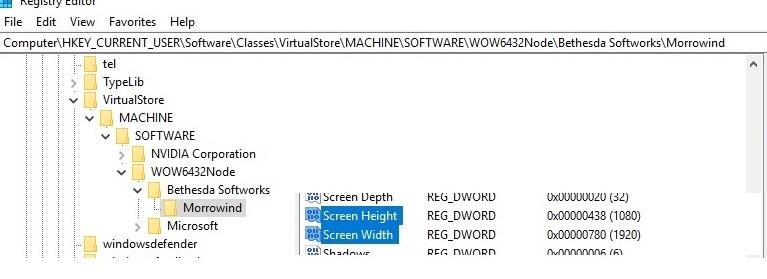 Registry Editor
File Edit View Favorites Help
Computer\HKEY_CURRENT_USER\Software\Classes\VirtualStore\MACHINE\SOFTWARE\WOW6432Node\Bethesda Softworks\Morrowind
tel
TypeLib
VirtualStore
MACHINE
SOFTWARE
NVIDIA Corporation
WOW6432Node
Bethesda Softworks
Morrowind
Microsoft
windowsdefender
Screen Depth REG_DWORD 0x00000020 (32)
Screen Height REG_DWORD 0x00000438 (1080)
Screen Width REG_DWORD 0x00000780 (1920)
Shadows REG_DWORD 0x00000006 (6)